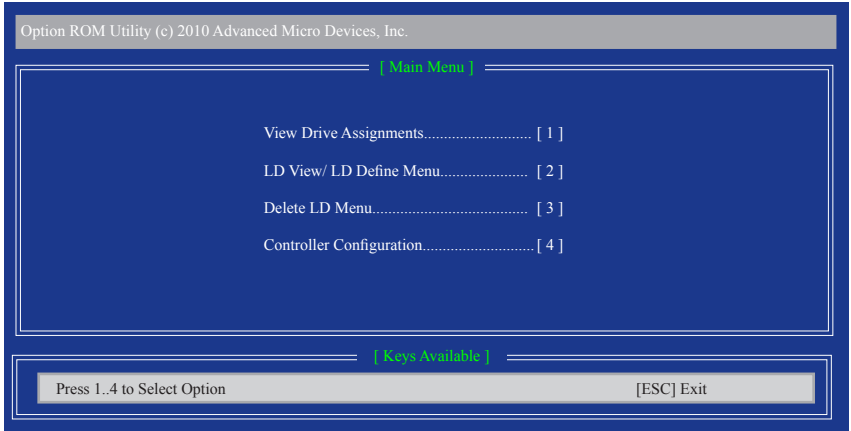 Option ROM Utility (c) 2010 Advanced Micro Devices, Inc.
[ Main Menu ]
View Drive Assignments........................... [ 1 ]
LD View/ LD Define Menu...................... [ 2 ]
Delete LD Menu....................................... [ 3 ]
Controller Configuration............................[ 4 ]
[ Keys Available ]
Press 1..4 to Select Option [ESC] Exit